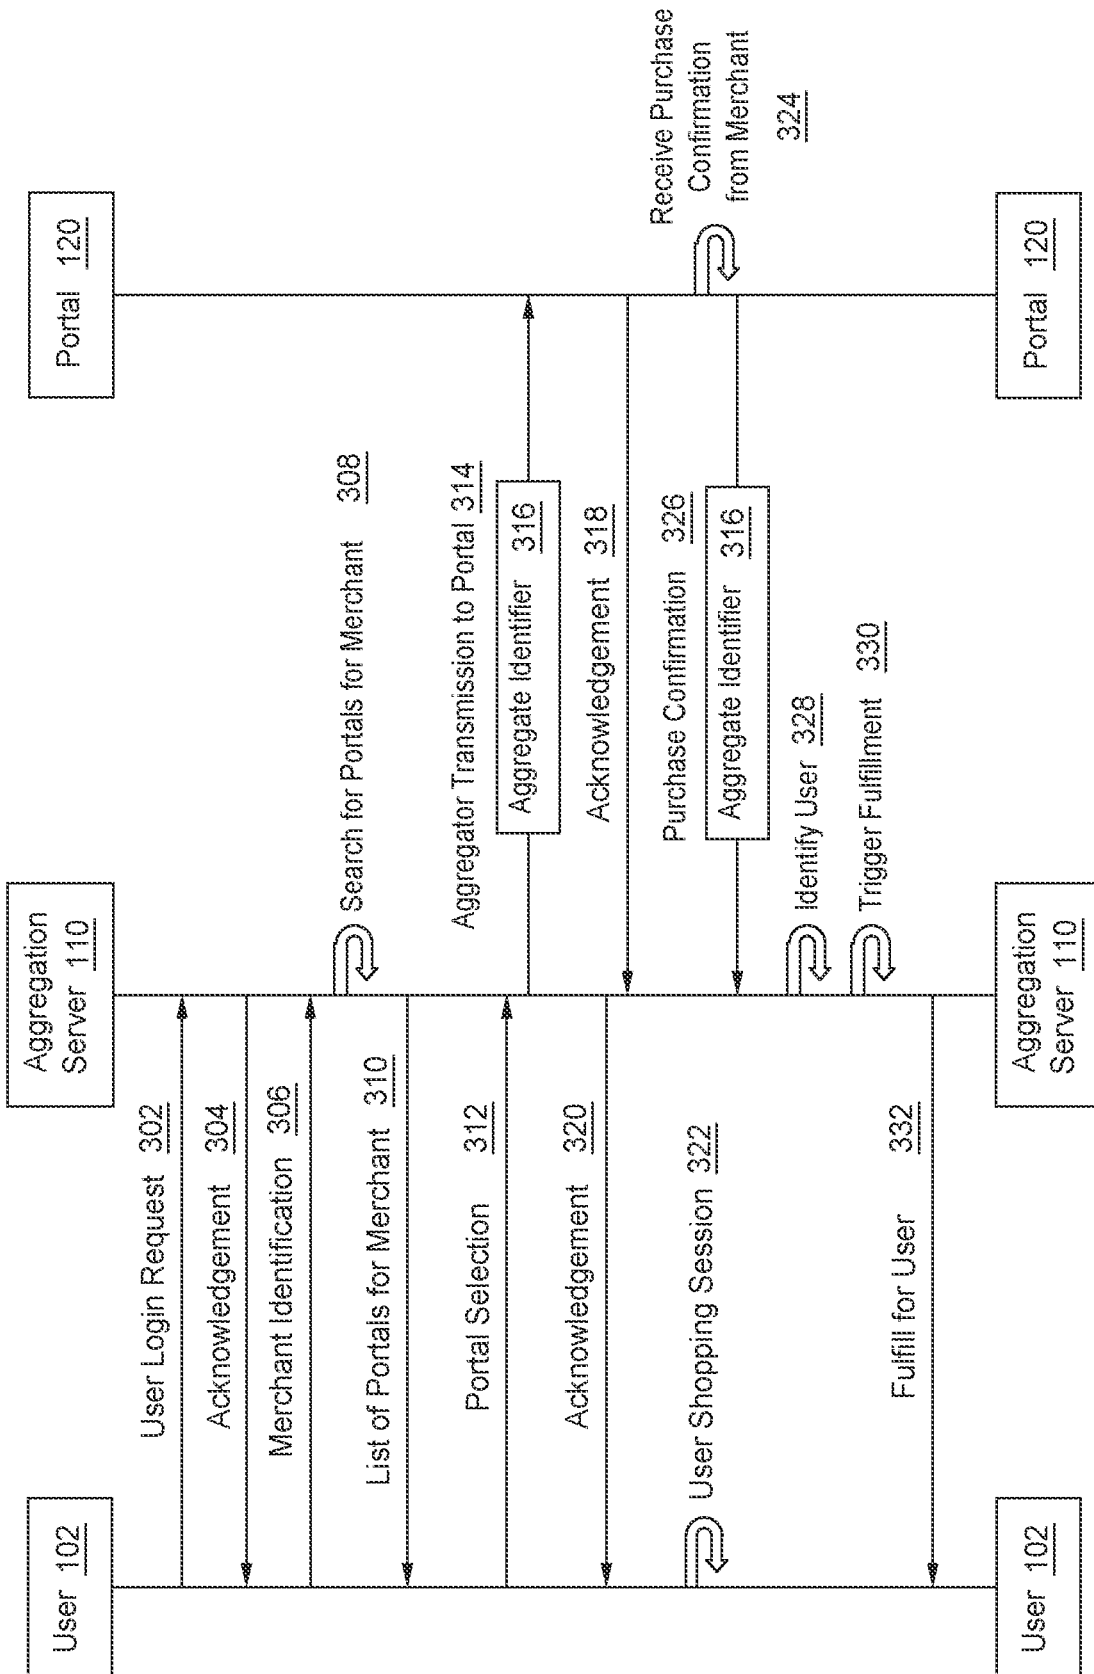 User 102
Aggregation
Server 110
Portal 120
User Login Request 302
Acknowledgement 304
Merchant Identification 306
Search for Portals for Merchant 308
List of Portals for Merchant 310
Portal Selection 312
Aggregator Transmission to Portal 314
Aggregate Identifier 316
Acknowledgement 318
Acknowledgement 320
User Shopping Session 322
Receive Purchase
Confirmation
from Merchant
324
Purchase Confirmation 326
Aggregate Identifier 316
Identify User 328
Trigger Fulfillment 330
Fulfill for User 332
User 102
Aggregation
Server 110
Portal 120